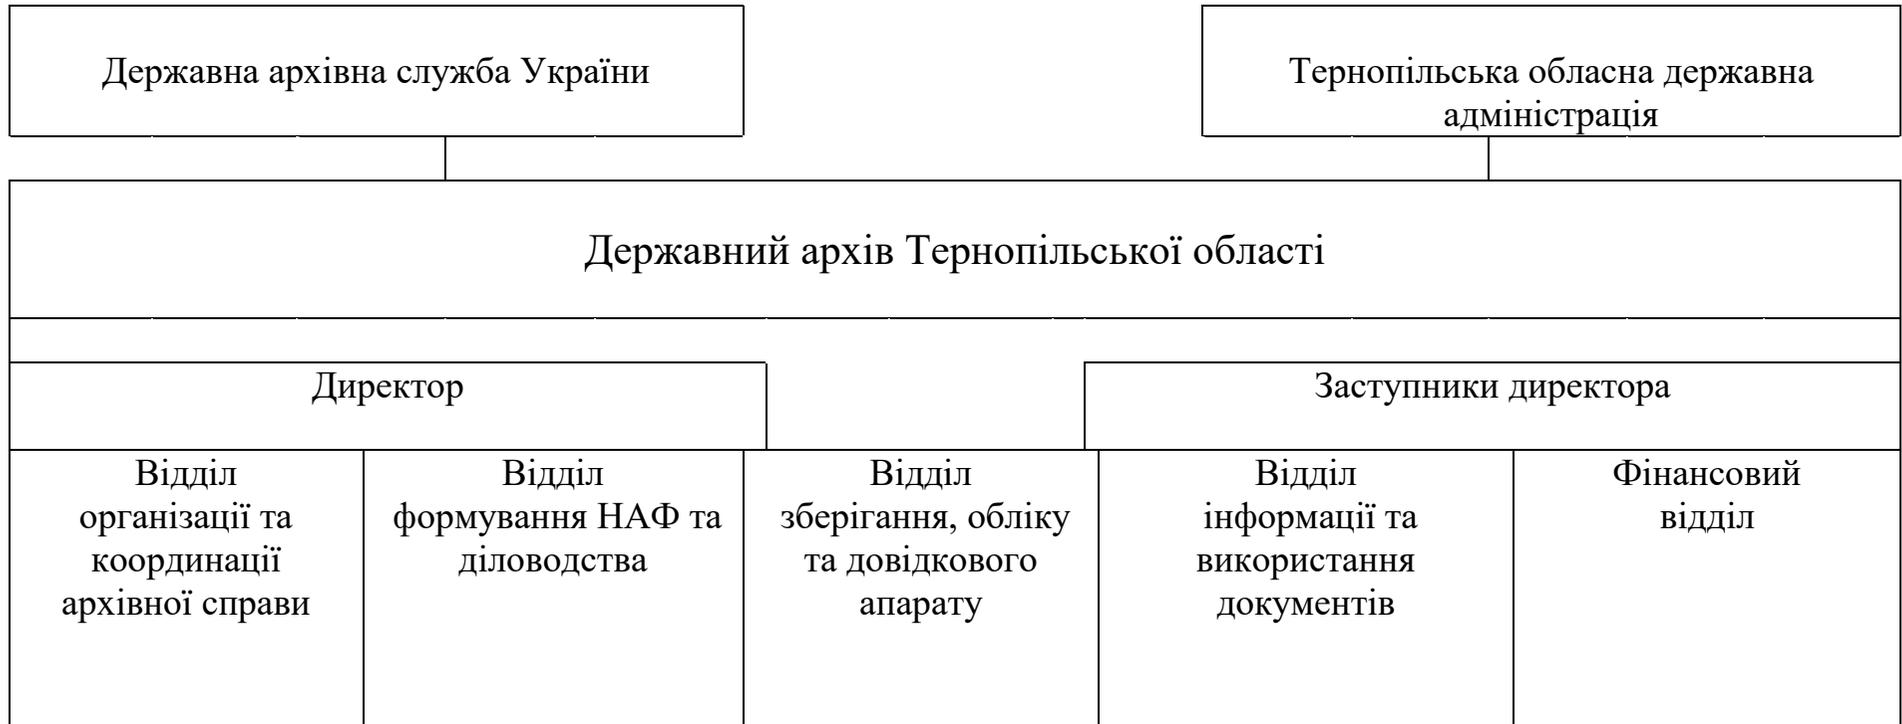 Державна архівна служба України
Тернопільська обласна державна
адміністрація
Державний архів Тернопільської області
Директор
Заступники директора
Відділ
організації та
координації
архівної справи
Відділ
формування НАФ та
діловодства
Відділ
зберігання, обліку
та довідкового
апарату
Відділ
інформації та
використання
документів
Фінансовий
відділ